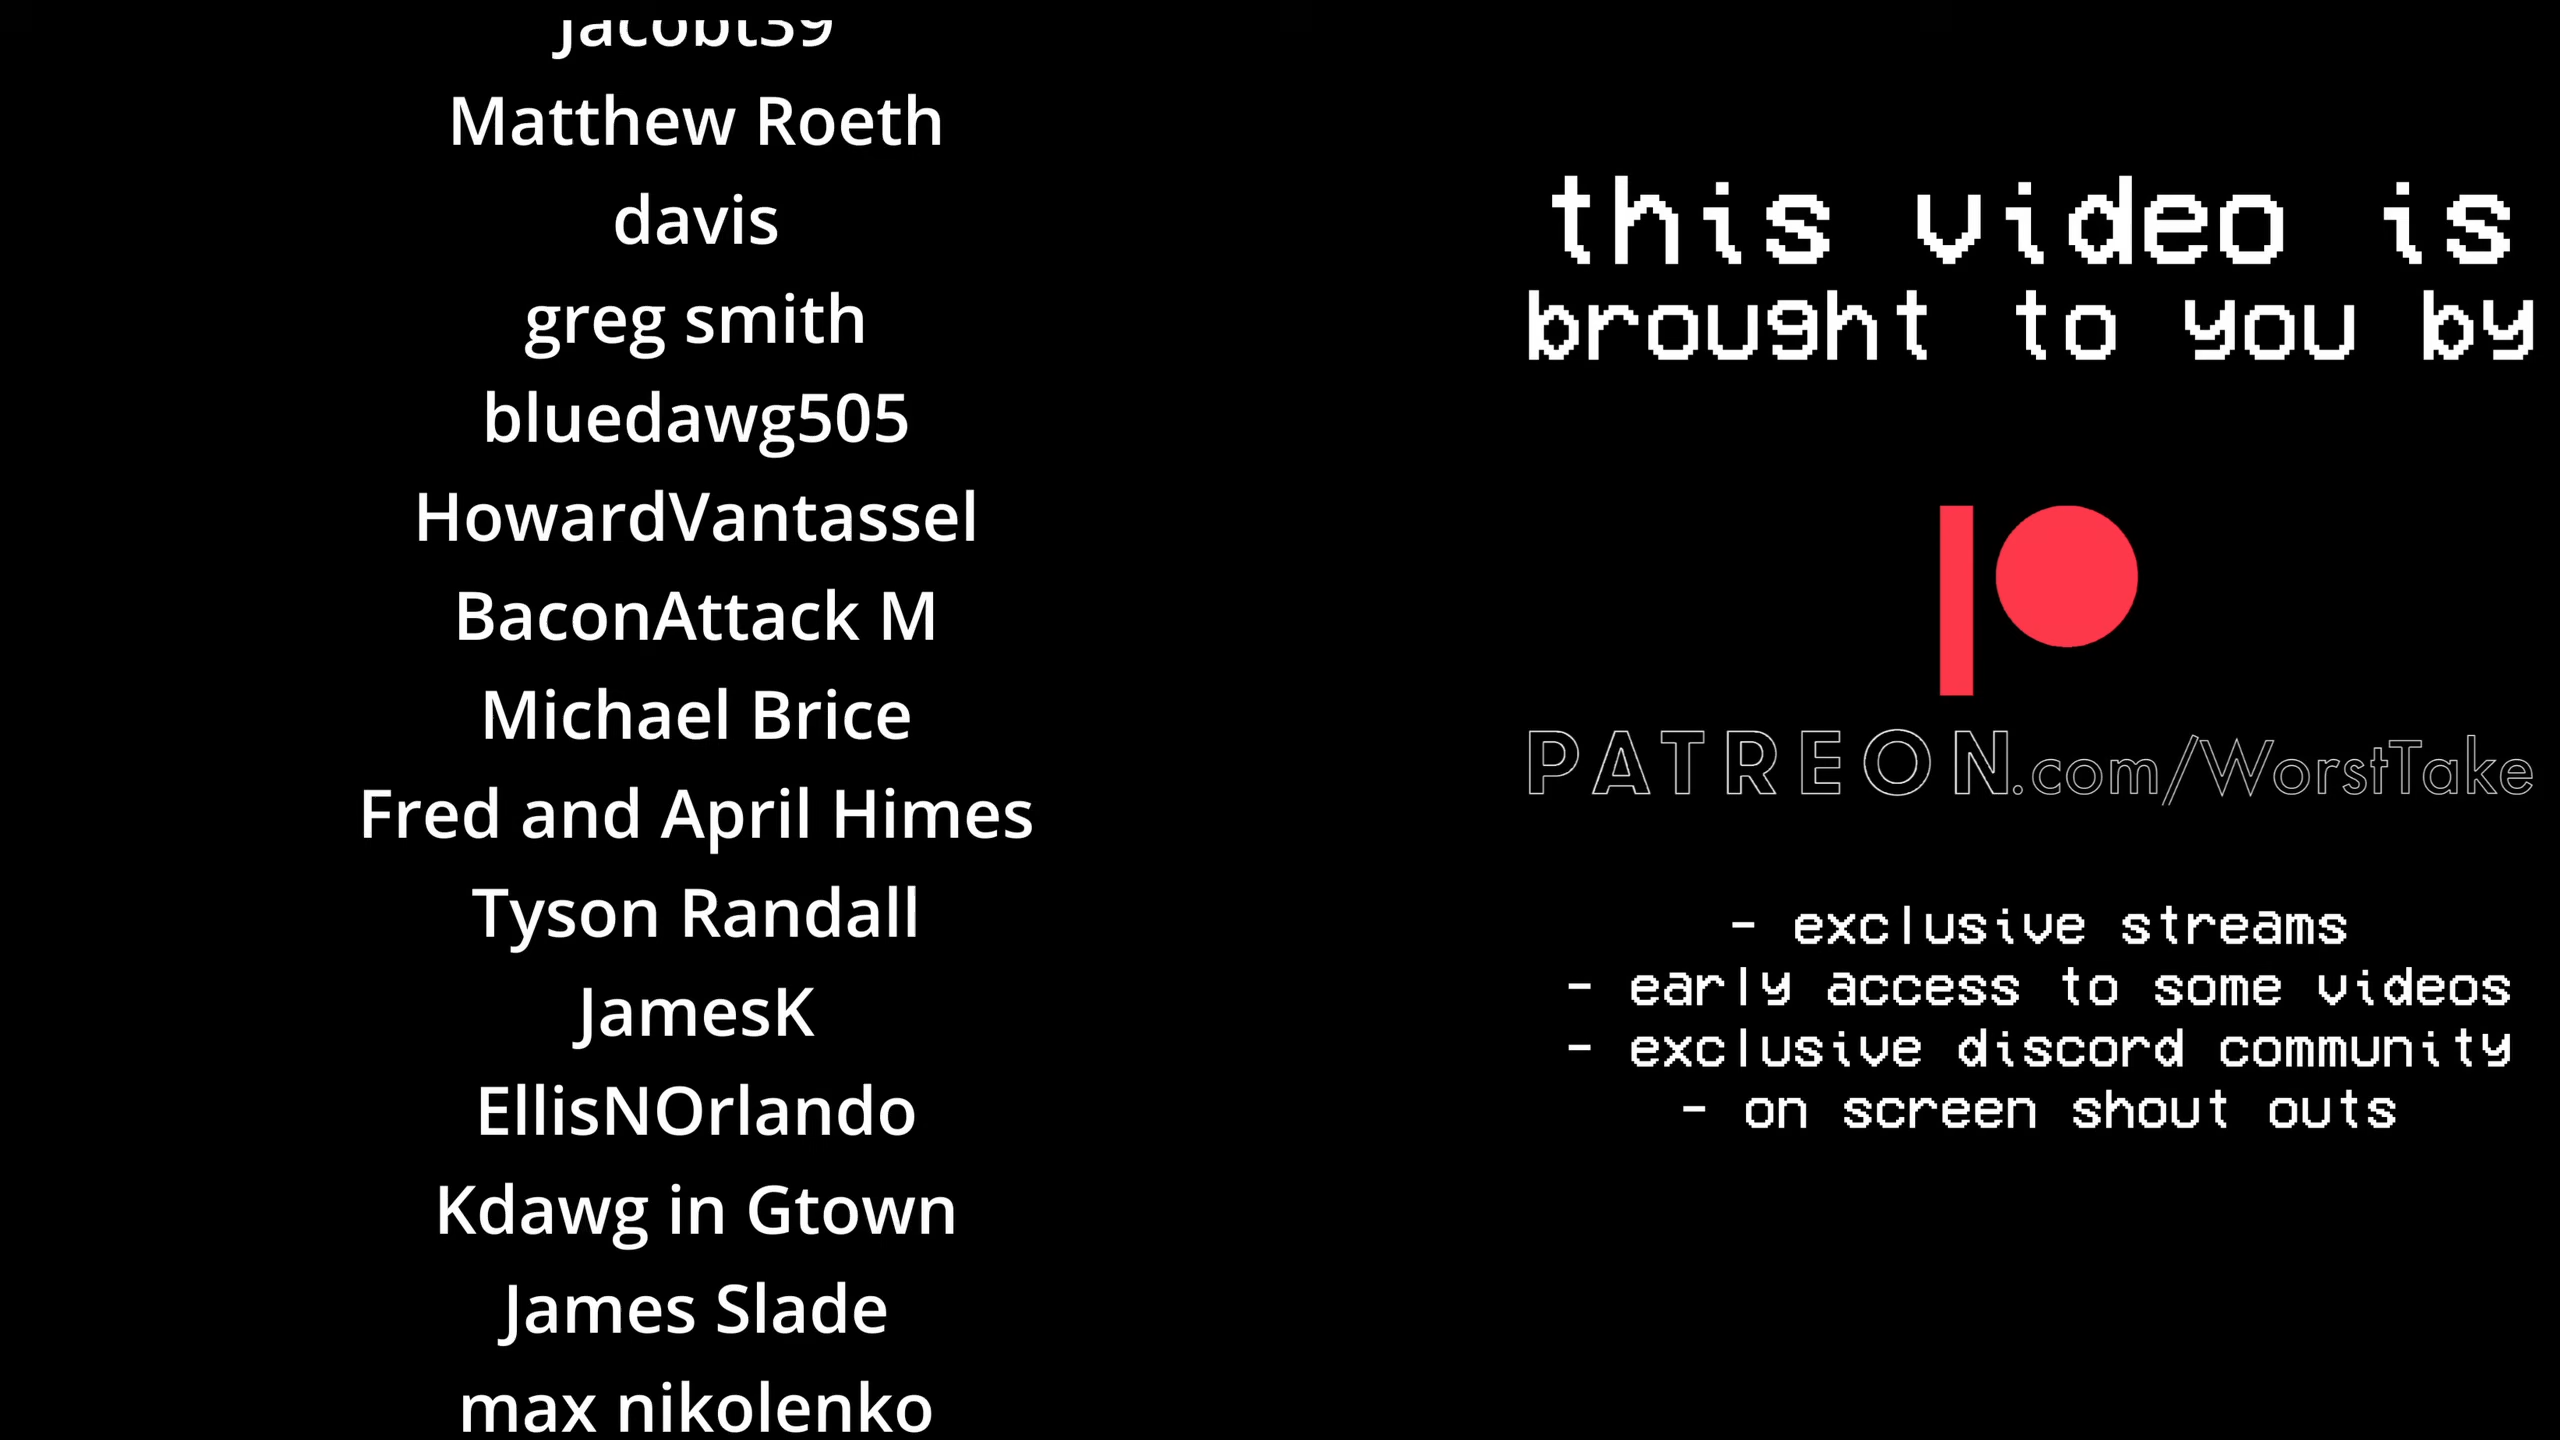 Matthew Roeth
davis
greg smith
bluedawg505
HowardVantassel
BaconAttack M
Michael Brice
Fred and April Himes
Tyson Randall
JamesK
EllisNOrlando
Kdawg in Gtown
James Slade
max nikolenko
this video is
brought to you by
PATREON.com/WorstTake
- exclusive streams
- early access to some videos
- exclusive discord community
- on screen shout outs